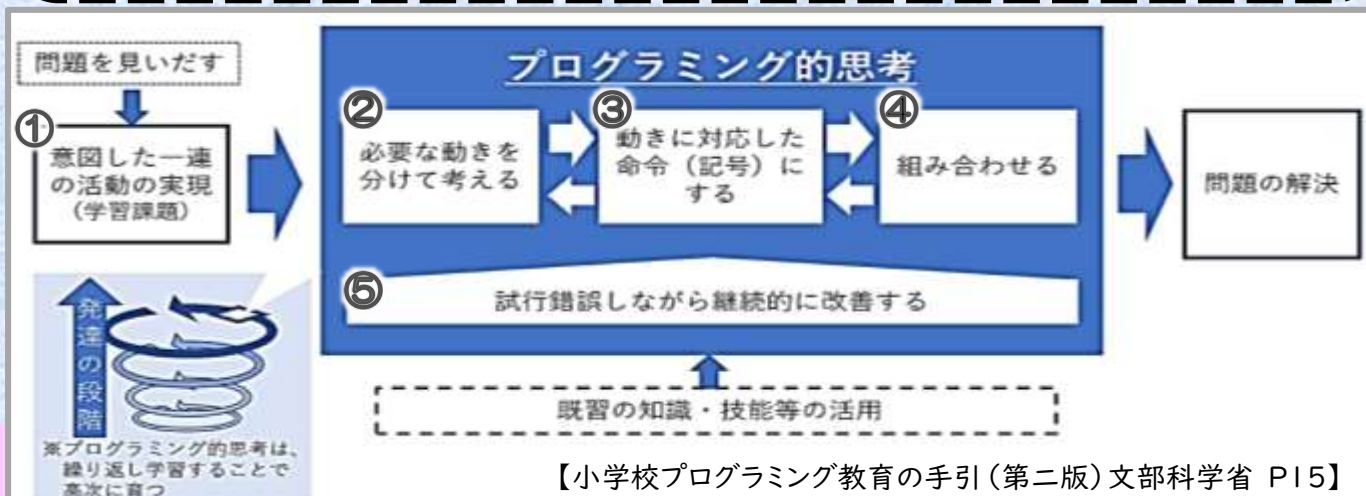 問題を見いだす
①
意図した一連
の活動の実現
(学習課題)
プログラミング的思考
②
必要な動きを
分けて考える
③
動きに対応した
命令（記号）に
する
④
組み合わせる
⑤
試行錯誤しながら継続的に改善する
問題の解決
既習の知識・技能等の活用
発達の段階
※プログラミング的思考は、
繰り返し学習することで
高次に育つ
【小学校プログラミング教育の手引（第二版）文部科学省 P15】